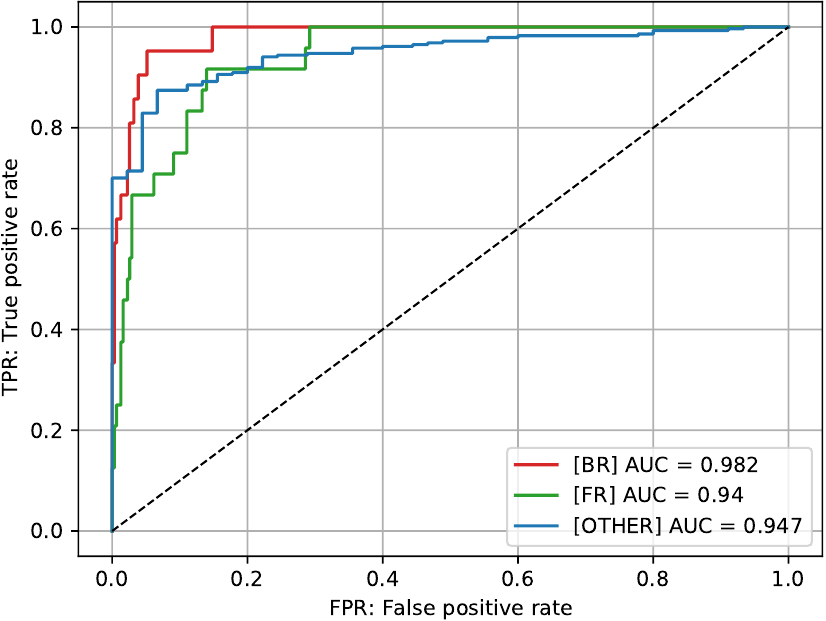 1.0
0.8
0.6
0.4
0.2
0.0
TPR: True positive rate
[BR] AUC = 0.982
[FR] AUC = 0.94
[OTHER] AUC = 0.947
0.0 0.2 0.4 0.6 0.8 1.0
FPR: False positive rate